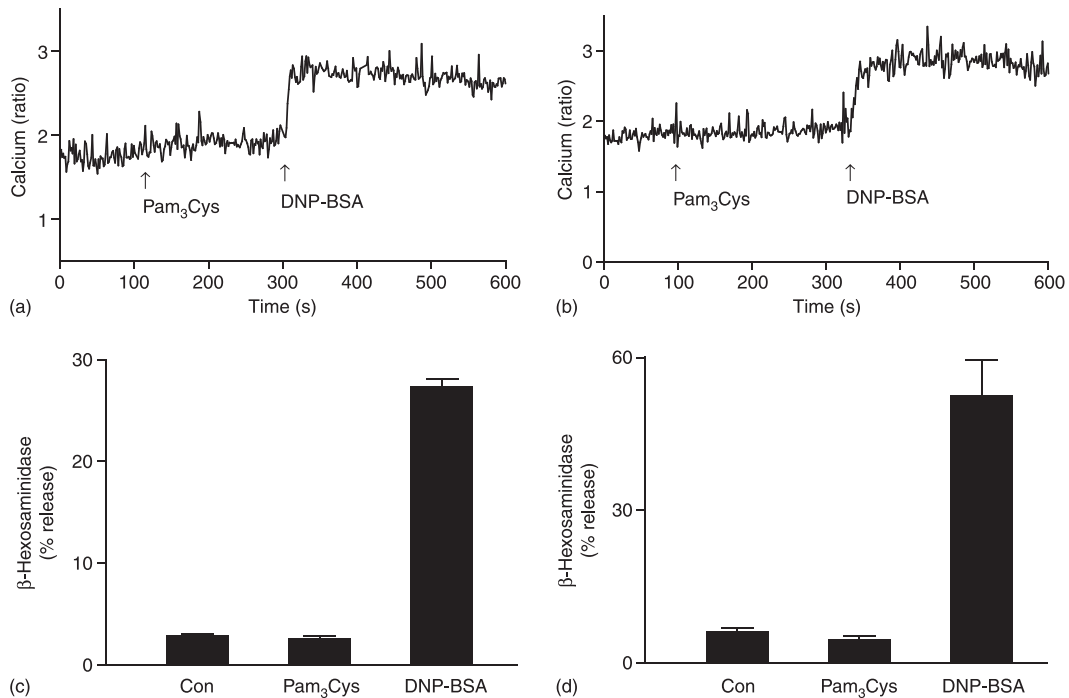 3
2
1
Calcium (ratio)
Pam₃Cys
DNP-BSA
0 100 200 300 400 500 600
Time (s)
(a)
3
2
1
0
Calcium (ratio)
Pam₃Cys
DNP-BSA
0 100 200 300 400 500 600
Time (s)
(b)
30
20
10
0
β-Hexosaminidase
(% release)
Con Pam₃Cys DNP-BSA
(c)
60
30
0
β-Hexosaminidase
(% release)
Con Pam₃Cys DNP-BSA
(d)